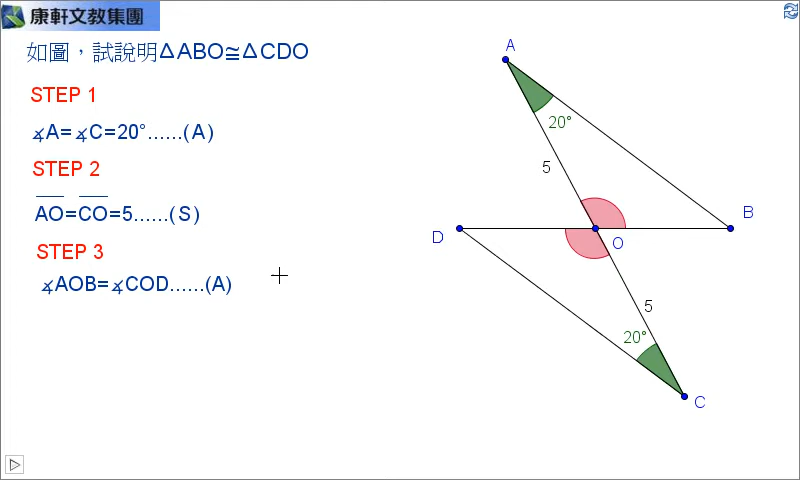 康軒文教集團
如圖，試說明ΔABO≅ΔCDO
STEP 1
∡A=∡C=20°......(A)
STEP 2
AO=CO=5......(S)
STEP 3
∡AOB=∡COD......(A)
A
20°
5
B
D
O
5
20°
C